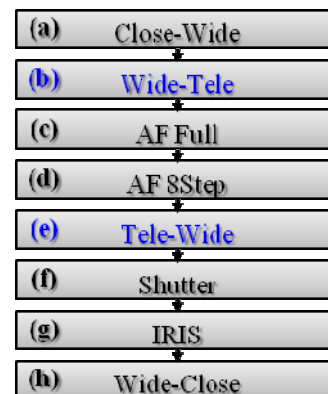 (a) Close-Wide
(b) Wide-Tele
(c) AF Full
(d) AF 8Step
(e) Tele-Wide
(f) Shutter
(g) IRIS
(h) Wide-Close